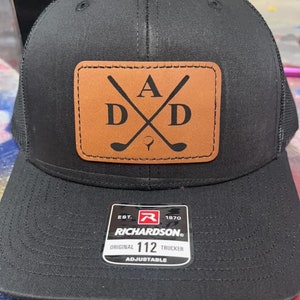 A
D D
EST. R 1970
RICHARDSON®
ORIGINAL 112 TRUCKER
ADJUSTABLE